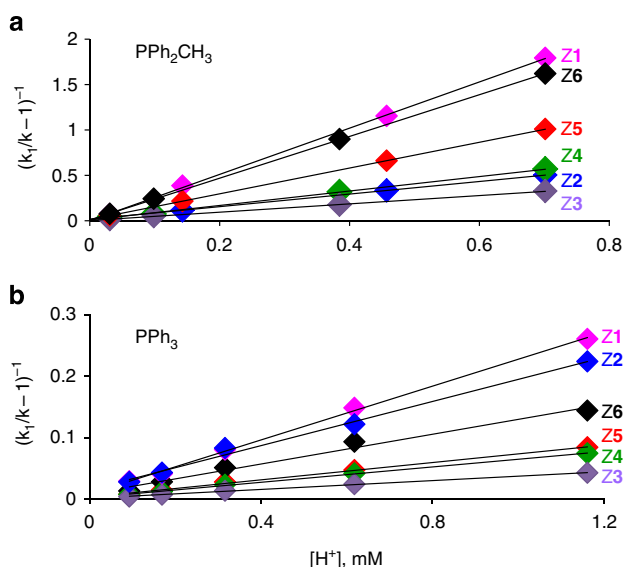 a
PPh₂CH₃
(k₁/k – 1)⁻¹
2
1.5
1
0.5
0
0
0.2
0.4
0.6
0.8
Z1
Z6
Z5
Z4
Z2
Z3
b
PPh₃
(k₁/k – 1)⁻¹
0.3
0.2
0.1
0
0
0.4
0.8
1.2
Z1
Z2
Z6
Z5
Z4
Z3
[H⁺], mM